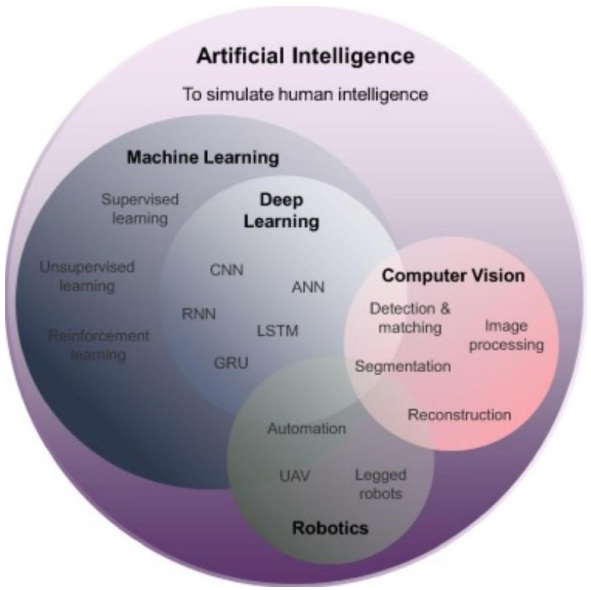 Artificial Intelligence
To simulate human intelligence
Machine Learning
Supervised
learning
Unsupervised
learning
Reinforcement
learning
Deep
Learning
CNN
ANN
RNN
LSTM
GRU
Computer Vision
Detection &
matching
Image
processing
Segmentation
Reconstruction
Automation
UAV
Legged
robots
Robotics